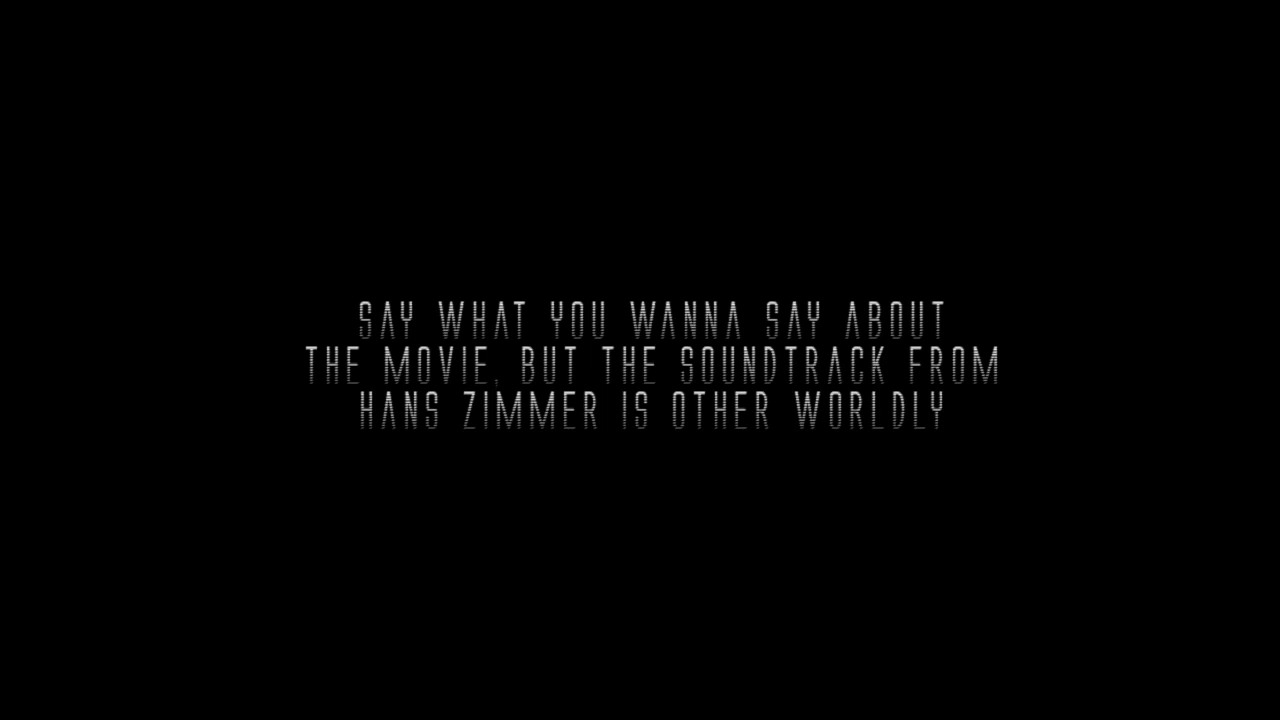 SAY WHAT YOU WANNA SAY ABOUT
THE MOVIE, BUT THE SOUNDTRACK FROM
HANS ZIMMER IS OTHER WORLDLY